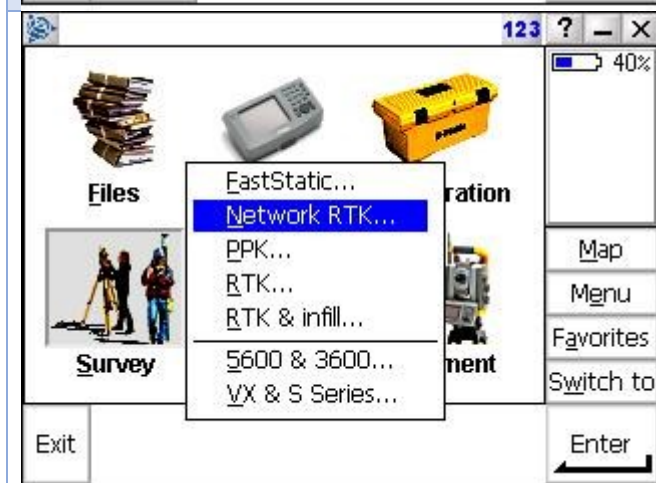 123 ? – X
40%
Files
ration
FastStatic...
Network RTK...
PPK...
RTK...
RTK & infill...
5600 & 3600...
VX & S Series...
Survey
ment
Map
Menu
Favorites
Switch to
Exit
Enter